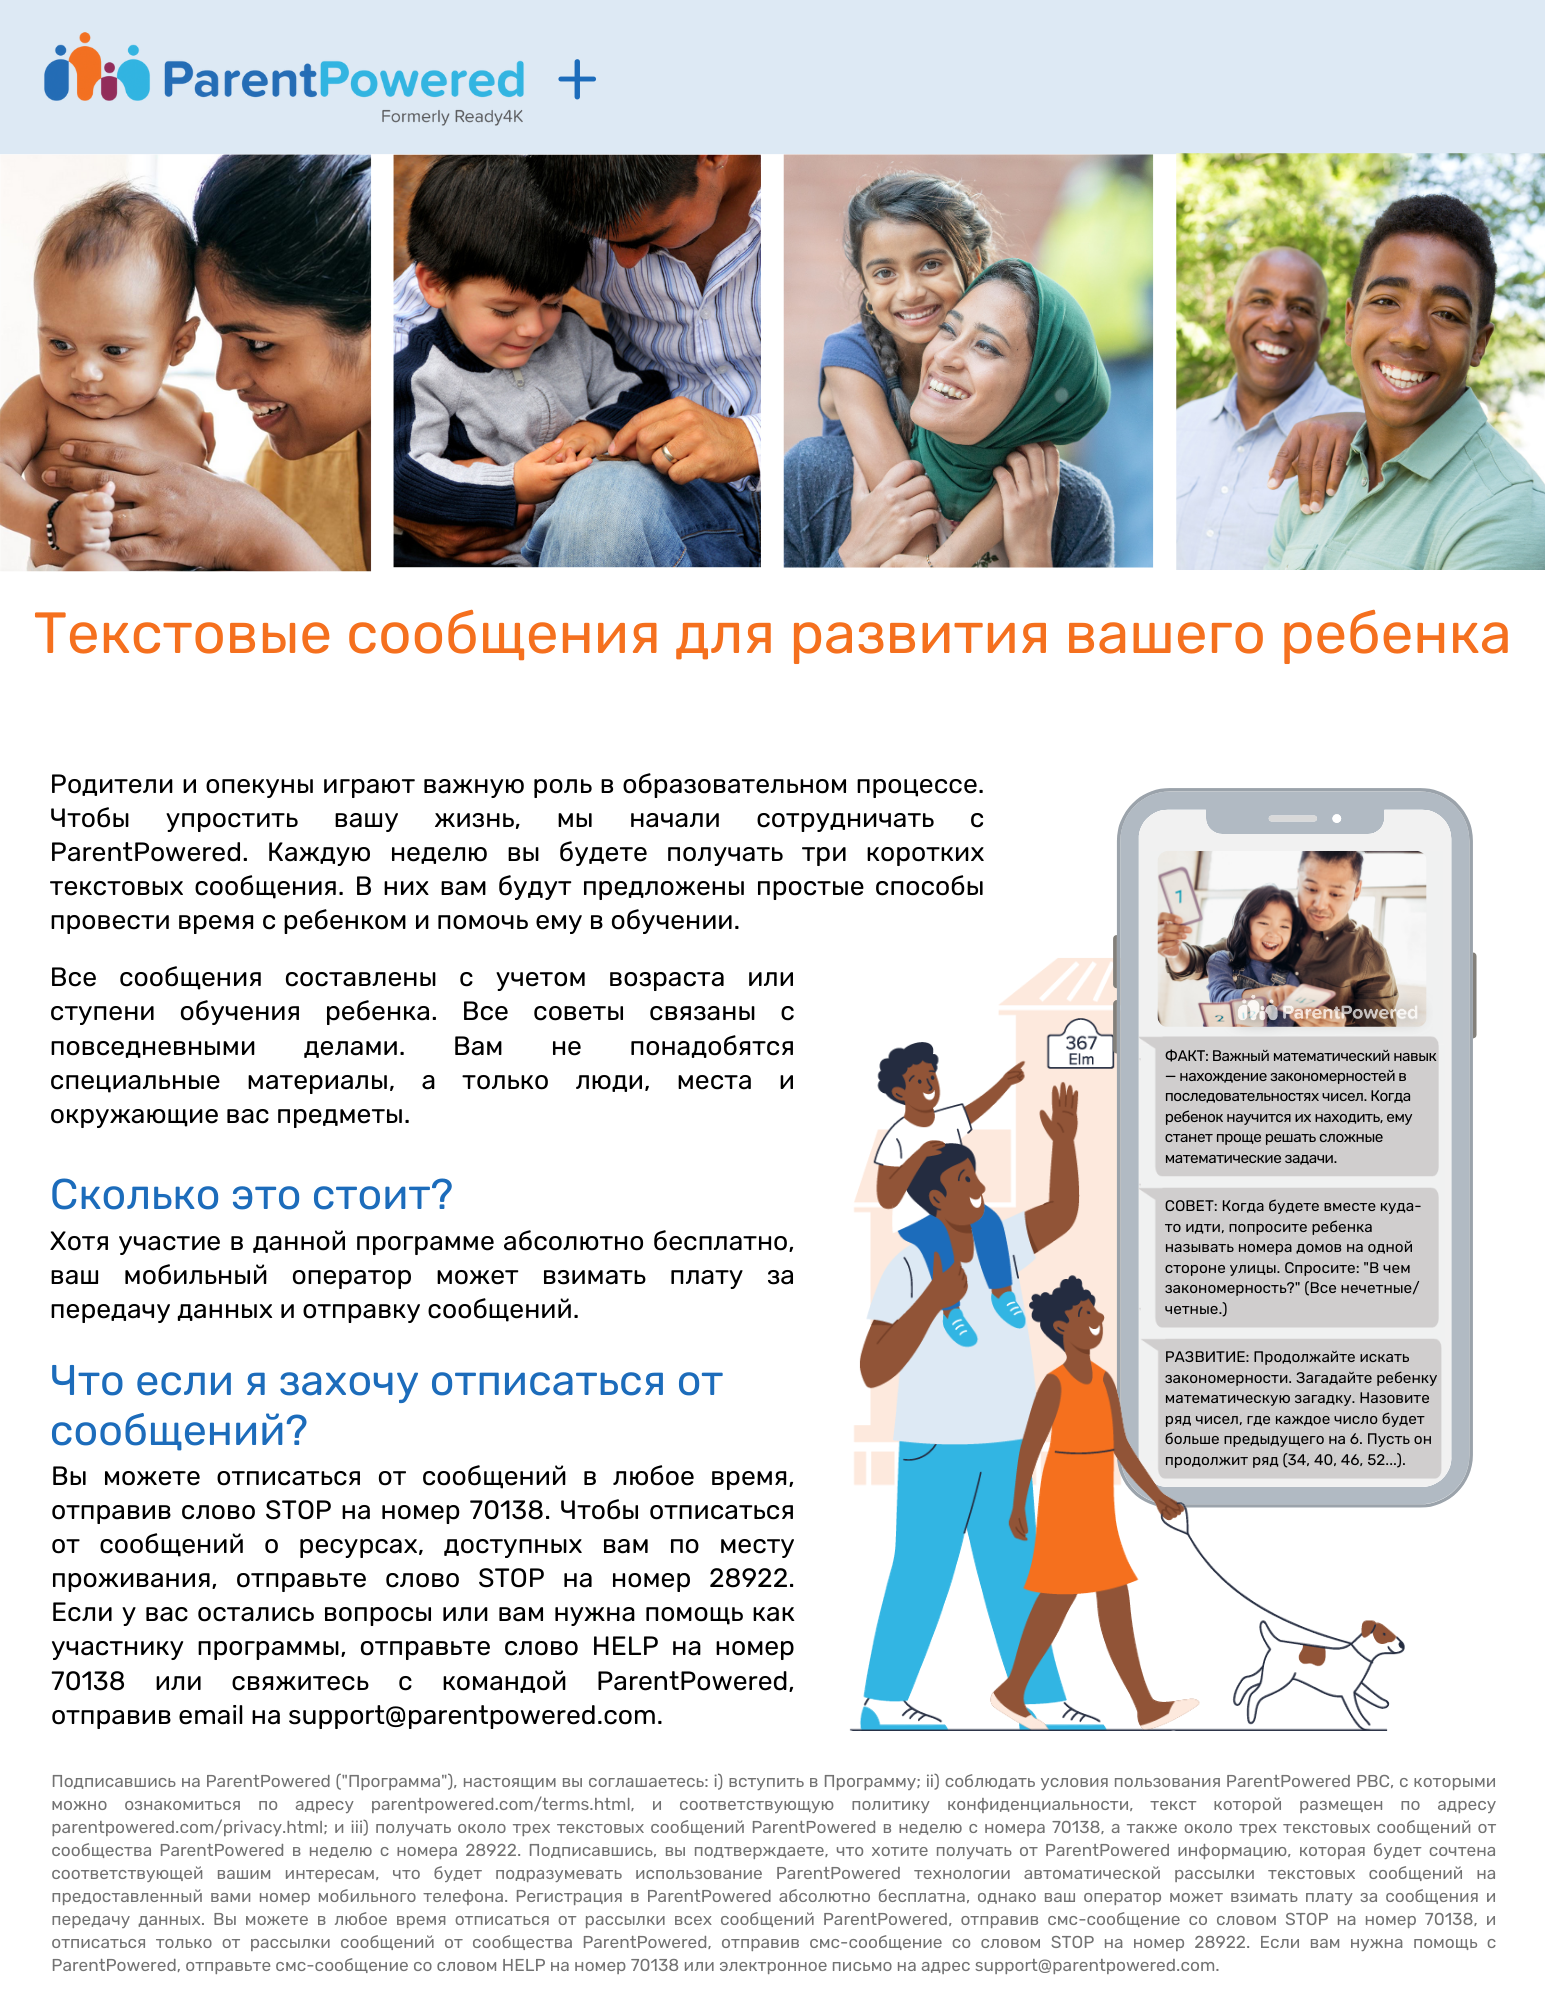 ParentPowered +
Formerly Ready4K
Текстовые сообщения для развития вашего ребенка
Родители и опекуны играют важную роль в образовательном процессе.
Чтобы упростить вашу жизнь, мы начали сотрудничать с
ParentPowered. Каждую неделю вы будете получать три коротких
текстовых сообщения. В них вам будут предложены простые способы
провести время с ребенком и помочь ему в обучении.
Все сообщения составлены с учетом возраста или
ступени обучения ребенка. Все советы связаны с
повседневными делами. Вам не понадобятся
специальные материалы, а только люди, места и
окружающие вас предметы.
Сколько это стоит?
Хотя участие в данной программе абсолютно бесплатно,
ваш мобильный оператор может взимать плату за
передачу данных и отправку сообщений.
Что если я захочу отписаться от
сообщений?
Вы можете отписаться от сообщений в любое время,
отправив слово STOP на номер 70138. Чтобы отписаться
от сообщений о ресурсах, доступных вам по месту
проживания, отправьте слово STOP на номер 28922.
Если у вас остались вопросы или вам нужна помощь как
участнику программы, отправьте слово HELP на номер
70138 или свяжитесь с командой ParentPowered,
отправив email на support@parentpowered.com.
1
2
ParentPowered
367
Elm
ФАКТ: Важный математический навык
— нахождение закономерностей в
последовательностях чисел. Когда
ребенок научится их находить, ему
станет проще решать сложные
математические задачи.
СОВЕТ: Когда будете вместе куда-
то идти, попросите ребенка
называть номера домов на одной
стороне улицы. Спросите: "В чем
закономерность?" (Все нечетные/
четные.)
РАЗВИТИЕ: Продолжайте искать
закономерности. Загадайте ребенку
математическую загадку. Назовите
ряд чисел, где каждое число будет
больше предыдущего на 6. Пусть он
продолжит ряд (34, 40, 46, 52...).
Подписавшись на ParentPowered ("Программа"), настоящим вы соглашаетесь: i) вступить в Программу; ii) соблюдать условия пользования ParentPowered PBC, с которыми
можно ознакомиться по адресу parentpowered.com/terms.html, и соответствующую политику конфиденциальности, текст которой размещен по адресу
parentpowered.com/privacy.html; и iii) получать около трех текстовых сообщений ParentPowered в неделю с номера 70138, а также около трех текстовых сообщений от
сообщества ParentPowered в неделю с номера 28922. Подписавшись, вы подтверждаете, что хотите получать от ParentPowered информацию, которая будет сочтена
соответствующей вашим интересам, что будет подразумевать использование ParentPowered технологии автоматической рассылки текстовых сообщений на
предоставленный вами номер мобильного телефона. Регистрация в ParentPowered абсолютно бесплатна, однако ваш оператор может взимать плату за сообщения и
передачу данных. Вы можете в любое время отписаться от рассылки всех сообщений ParentPowered, отправив смс-сообщение со словом STOP на номер 70138, и
отписаться только от рассылки сообщений от сообщества ParentPowered, отправив смс-сообщение со словом STOP на номер 28922. Если вам нужна помощь с
ParentPowered, отправьте смс-сообщение со словом HELP на номер 70138 или электронное письмо на адрес support@parentpowered.com.